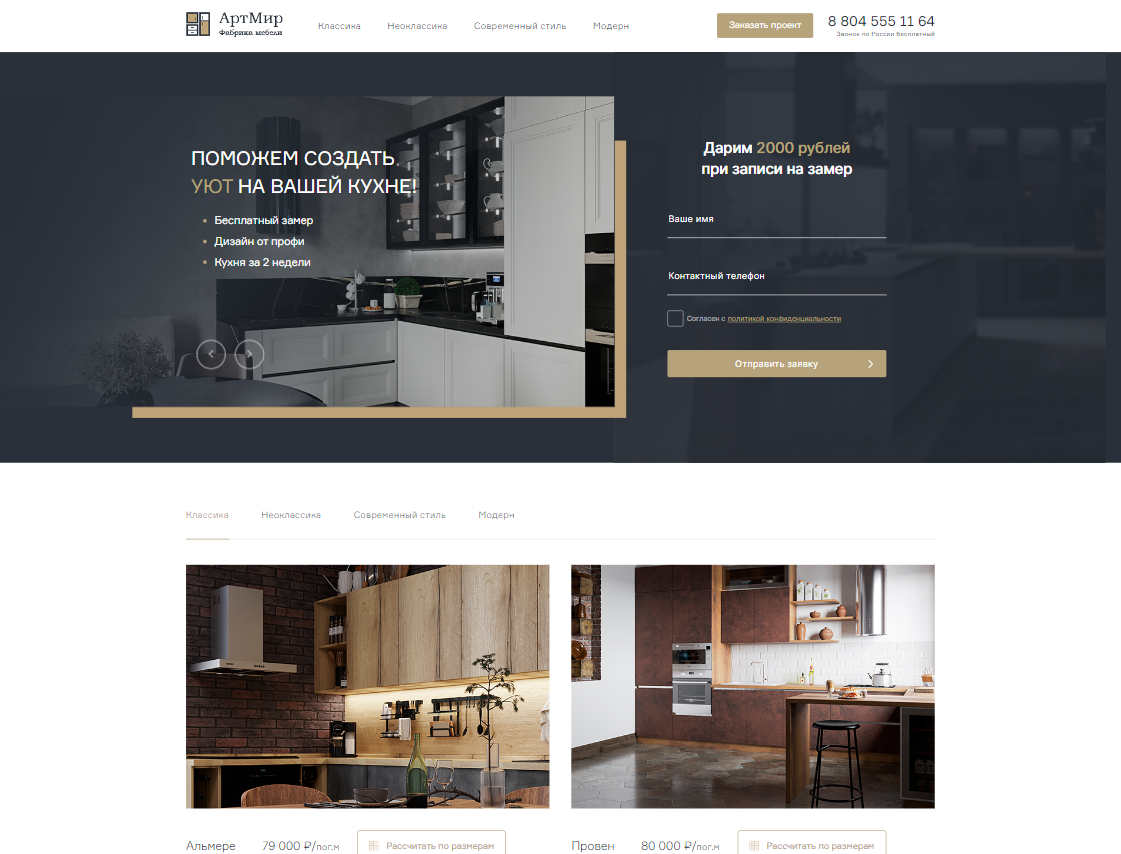 АртМир
Фабрика мебели
Классика
Неоклассика
Современный стиль
Модерн
Заказать проект
8 804 555 11 64
Звонок по России бесплатный
ПОМОЖЕМ СОЗДАТЬ
УЮТ НА ВАШЕЙ КУХНЕ!
Бесплатный замер
Дизайн от профи
Кухня за 2 недели
Дарим 2000 рублей
при записи на замер
Ваше имя
Контактный телефон
Согласен с политикой конфиденциальности
Отправить заявку
Классика
Неоклассика
Современный стиль
Модерн
Альмере
79 000 ₽/пог.м
Рассчитать по размерам
Провен
80 000 ₽/пог.м
Рассчитать по размерам